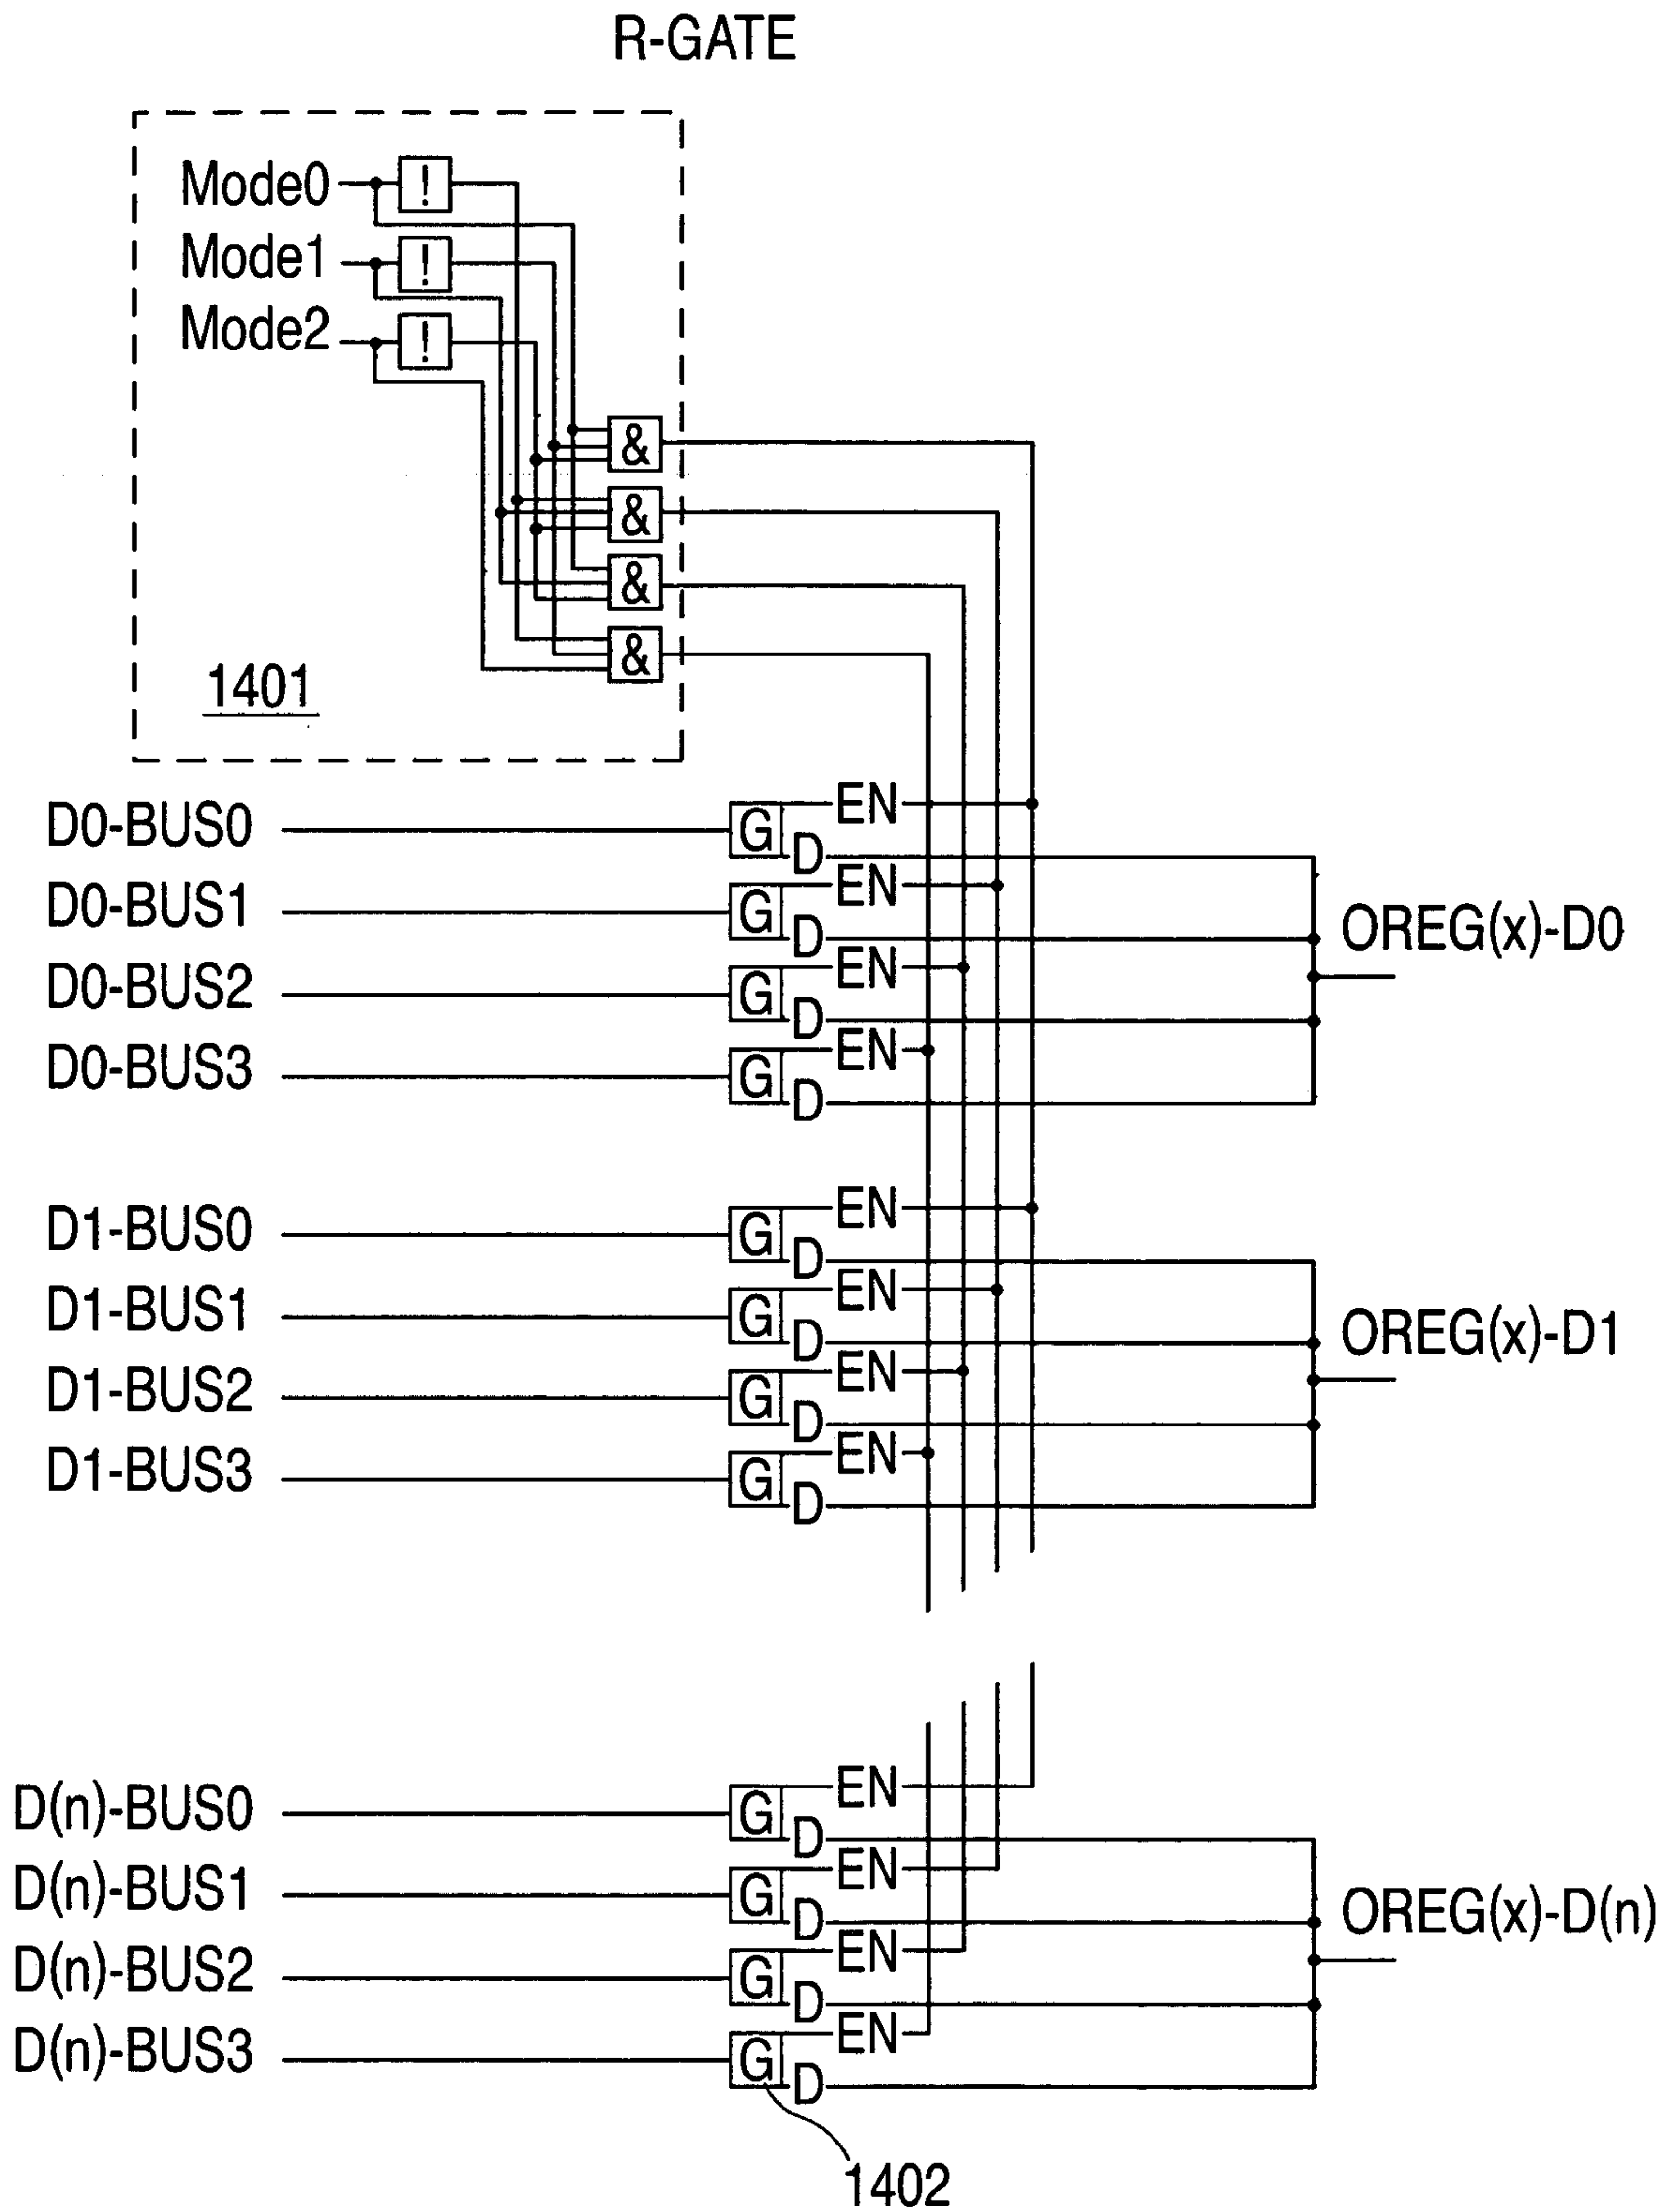 R-GATE
Mode0 !
Mode1 !
Mode2 !
&
&
&
&
1401
D0-BUS0 G EN D
D0-BUS1 G EN D
OREG(x)-D0
D0-BUS2 G EN D
D0-BUS3 G EN D
D1-BUS0 G EN D
D1-BUS1 G EN D
OREG(x)-D1
D1-BUS2 G EN D
D1-BUS3 G EN D
D(n)-BUS0 G EN D
D(n)-BUS1 G EN D
OREG(x)-D(n)
D(n)-BUS2 G EN D
D(n)-BUS3 G EN D
1402